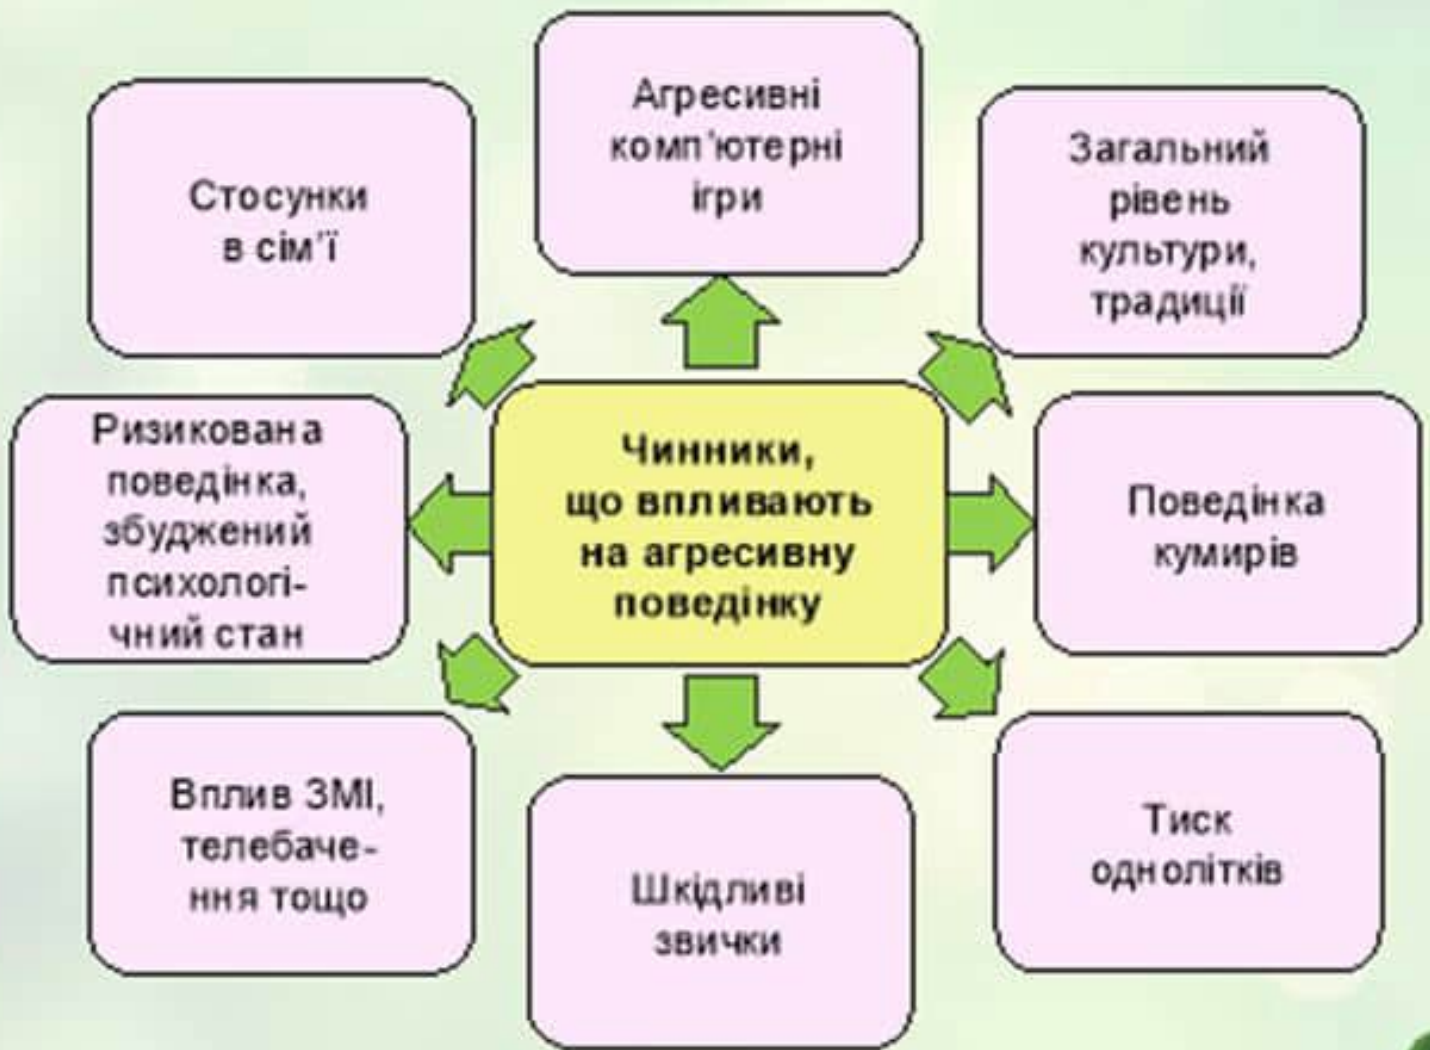 Агресивні
комп'ютерні
ігри
Стосунки
в сім'ї
Загальний
рівень
культури,
традиції
Ризикована
поведінка,
збуджений
психологі-
чний стан
Чинники,
що впливають
на агресивну
поведінку
Поведінка
кумирів
Вплив ЗМІ,
телебаче-
ння тощо
Шкідливі
звички
Тиск
однолітків